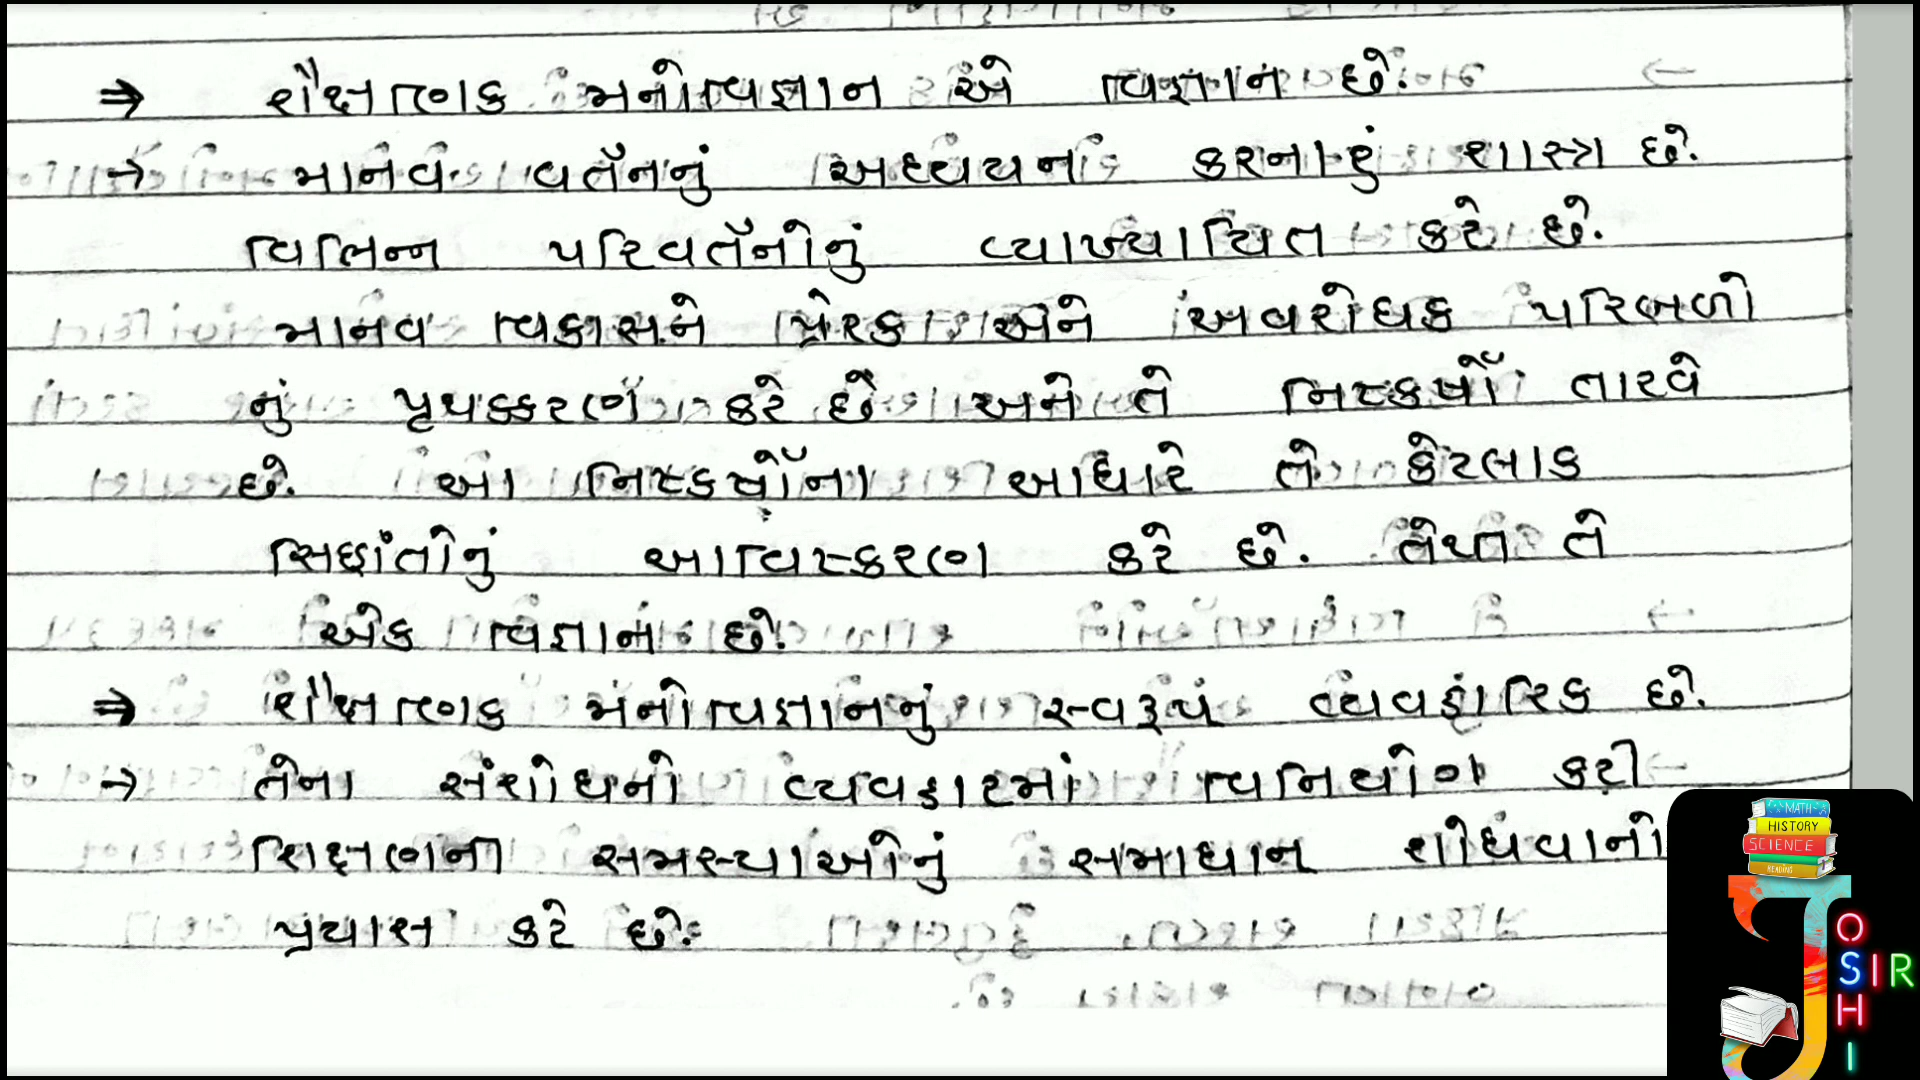 ⇒ શૈક્ષણિક મનોવિજ્ઞાન એ વિજ્ઞાન છે.
→ માનવ વર્તનનું અધ્યયન કરનારું શાસ્ત્ર છે.
વિભિન્ન પરિવર્તનોનું વ્યાખ્યાયિત કરે છે.
માનવ વિકાસને પ્રેરક અને અવરોધક પરિબળો
નું પૃથક્કરણ કરે છે અને તે નિષ્કર્ષો તારવે
છે. આ નિષ્કર્ષોના આધારે તે કેટલાક
સિદ્ધાંતોનું આવિષ્કરણ કરે છે. તેથી તે
એક વિજ્ઞાન છે.
⇒ શૈક્ષણિક મનોવિજ્ઞાનનું સ્વરૂપ વ્યવહારિક છે.
→ તેના સંશોધનો વ્યવહારમાં વિનિયોગ કરી
શિક્ષણના સમસ્યાઓનું સમાધાન શોધવાનો
પ્રયાસ કરે છે.
MATH
HISTORY
SCIENCE
READING
JOSHI SIR